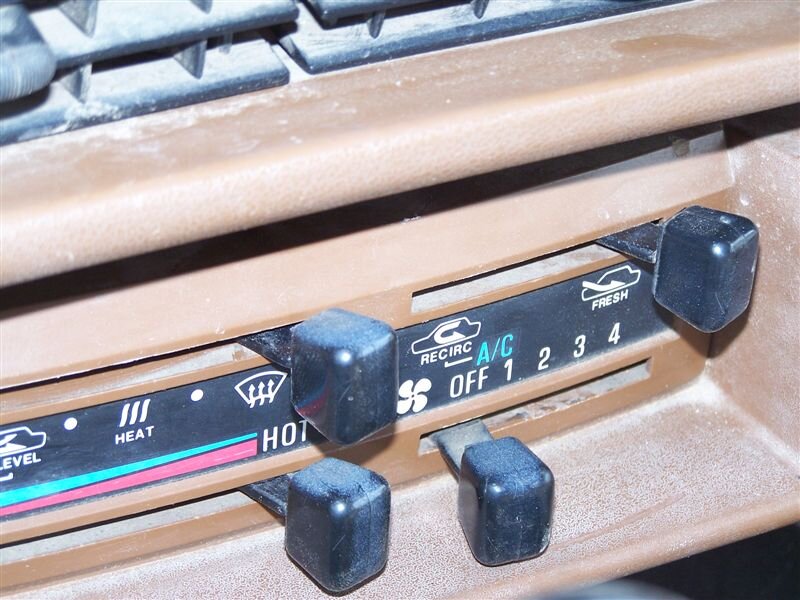 FRESH
RECIRC
A/C
OFF 1 2 3 4
HEAT
LEVEL
HOT